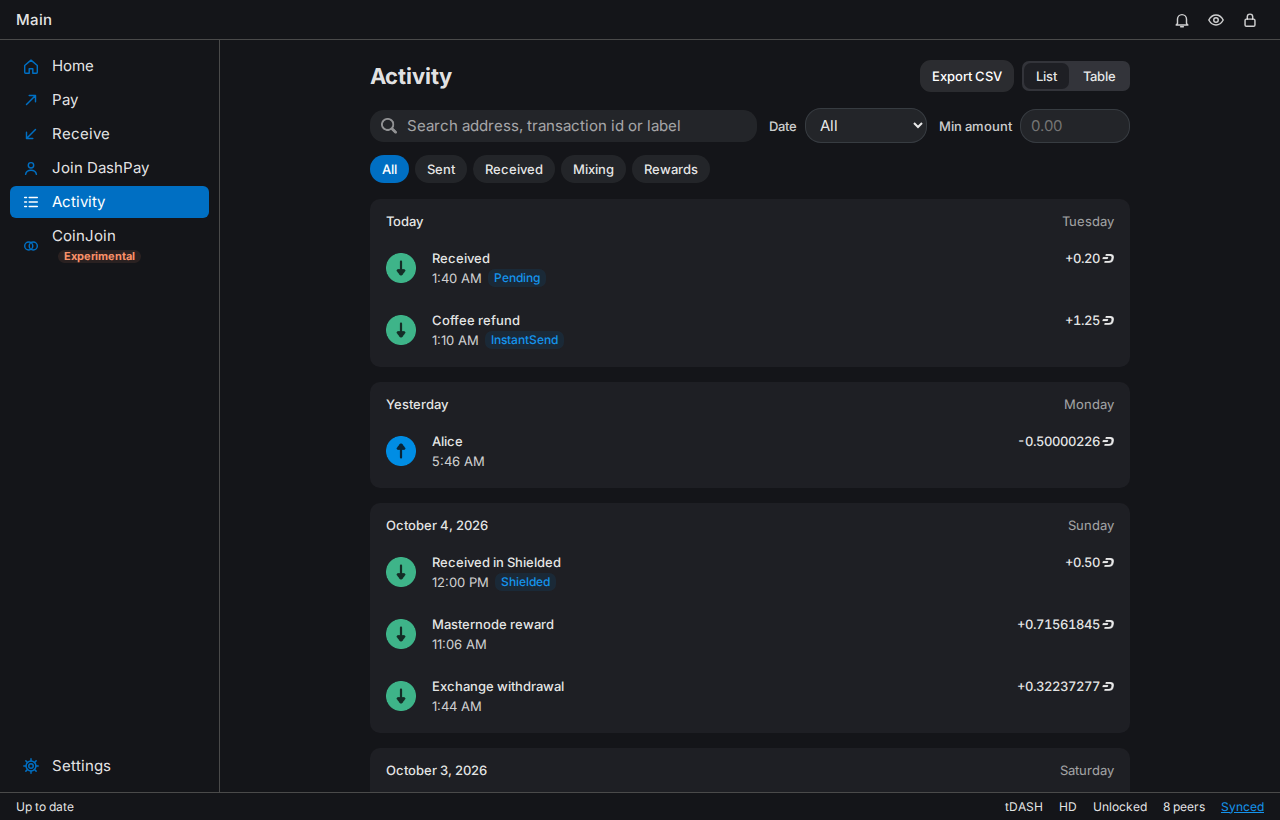 Main
Home
Pay
Receive
Join DashPay
Activity
CoinJoin
Experimental
Settings
Activity
Export CSV
List
Table
Search address, transaction id or label
Date
All
Min amount
0.00
All
Sent
Received
Mixing
Rewards
Today
Tuesday
Received
+0.20
1:40 AM
Pending
Coffee refund
+1.25
1:10 AM
InstantSend
Yesterday
Monday
Alice
-0.50000226
5:46 AM
October 4, 2026
Sunday
Received in Shielded
+0.50
12:00 PM
Shielded
Masternode reward
+0.71561845
11:06 AM
Exchange withdrawal
+0.32237277
1:44 AM
October 3, 2026
Saturday
Up to date
tDASH
HD
Unlocked
8 peers
Synced